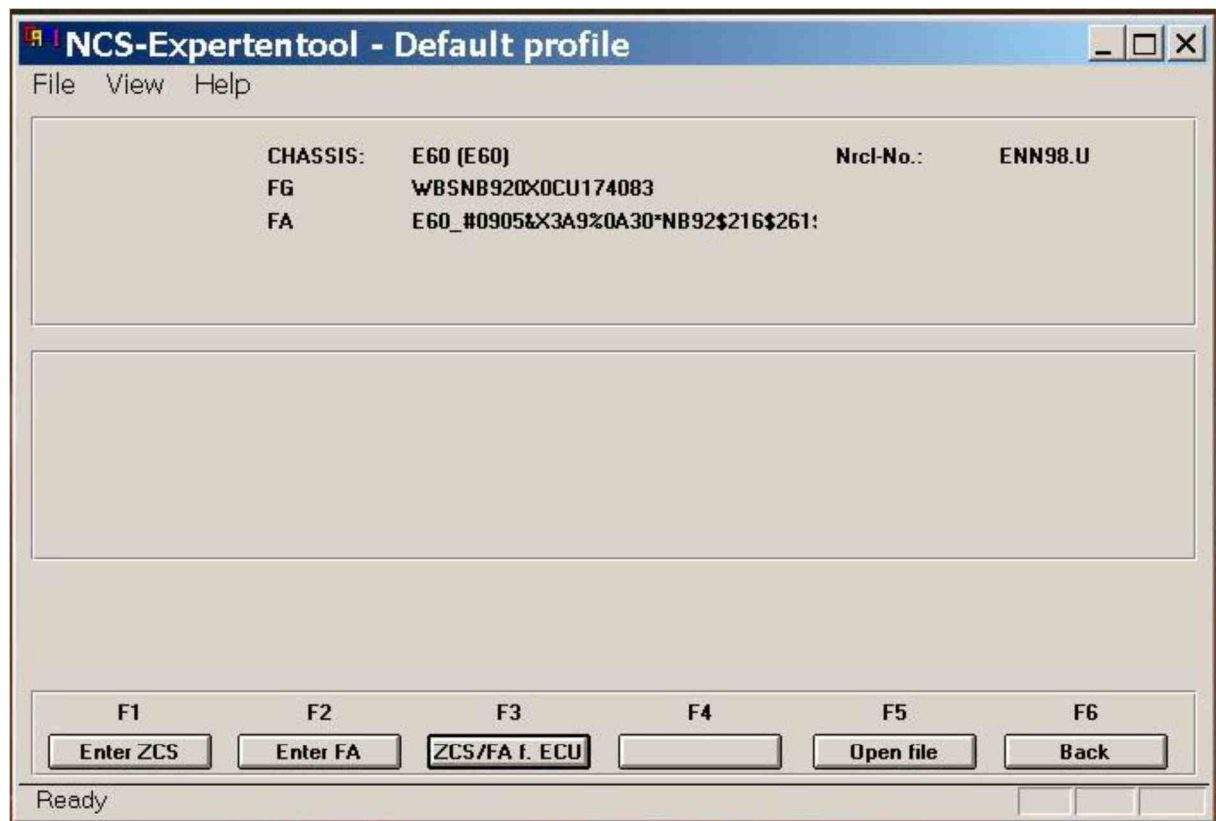 NCS-Expertentool - Default profile
File View Help
CHASSIS: E60 (E60) Nrcl-No.: ENN98.U
FG WBSNB920X0CU174083
FA E60_#0905&X3A9%0A30*NB92$216$261
F1 F2 F3 F4 F5 F6
Enter ZCS Enter FA ZCS/FA f. ECU Open file Back
Ready